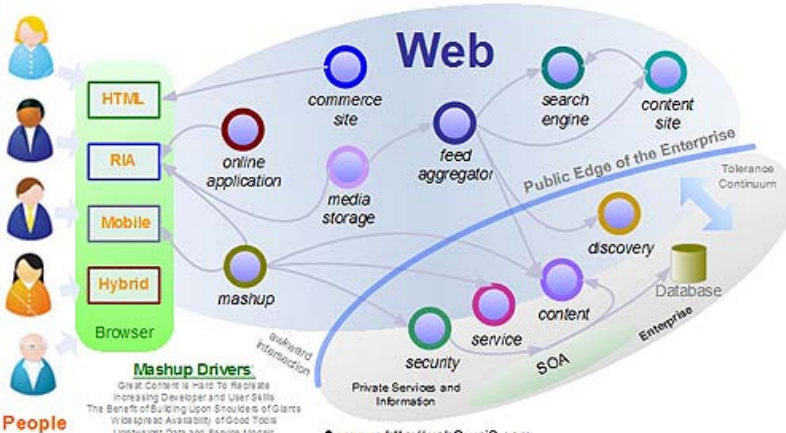 Web
HTML
RIA
Mobile
Hybrid
Browser
commerce
site
search
engine
content
site
online
application
media
storage
feed
aggregator
mashup
Public Edge of the Enterprise
Tolerance
Continuum
discovery
Database
content
service
security
SOA
Enterprise
awkward
intersection
Private Services and
Information
Mashup Drivers:
Great Content is Hard To Recreate
Increasing Developer and User Skills
The Benefit of Building Upon Shoulders of Giants
Widespread Availability of Good Tools
People